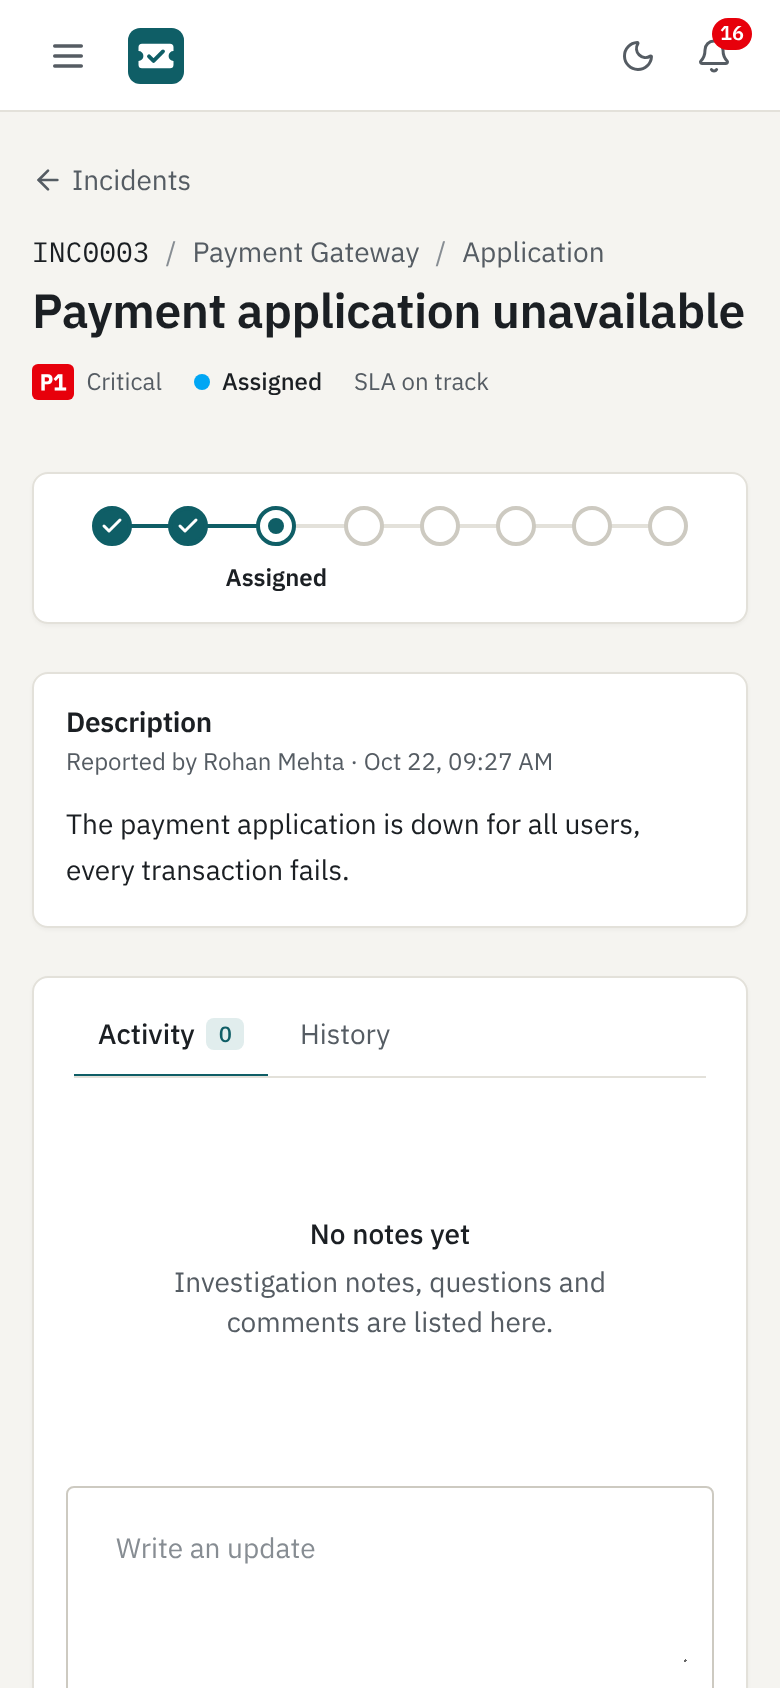 16
Incidents
INC0003 / Payment Gateway / Application
Payment application unavailable
P1 Critical Assigned SLA on track
Assigned
Description
Reported by Rohan Mehta · Oct 22, 09:27 AM
The payment application is down for all users,
every transaction fails.
Activity 0 History
No notes yet
Investigation notes, questions and
comments are listed here.
Write an update